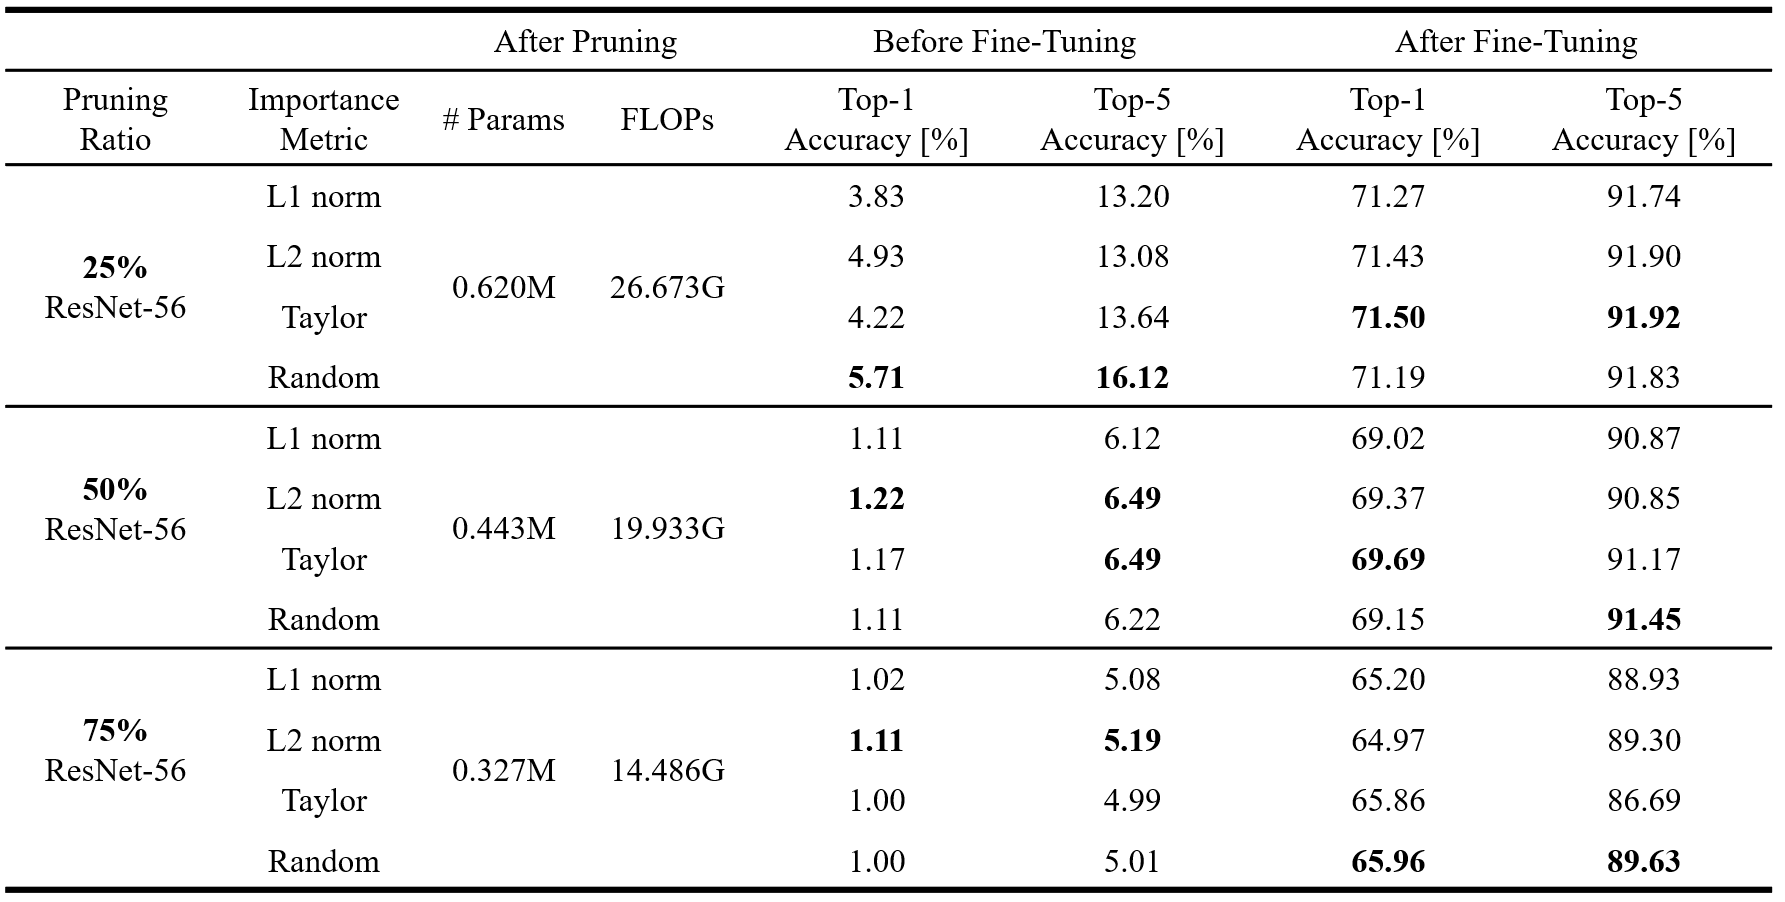 After Pruning Before Fine-Tuning After Fine-Tuning
Pruning Ratio Importance Metric # Params FLOPs Top-1 Accuracy [%] Top-5 Accuracy [%] Top-1 Accuracy [%] Top-5 Accuracy [%]
25% ResNet-56 0.620M 26.673G
L1 norm 3.83 13.20 71.27 91.74
L2 norm 4.93 13.08 71.43 91.90
Taylor 4.22 13.64 71.50 91.92
Random 5.71 16.12 71.19 91.83
50% ResNet-56 0.443M 19.933G
L1 norm 1.11 6.12 69.02 90.87
L2 norm 1.22 6.49 69.37 90.85
Taylor 1.17 6.49 69.69 91.17
Random 1.11 6.22 69.15 91.45
75% ResNet-56 0.327M 14.486G
L1 norm 1.02 5.08 65.20 88.93
L2 norm 1.11 5.19 64.97 89.30
Taylor 1.00 4.99 65.86 86.69
Random 1.00 5.01 65.96 89.63